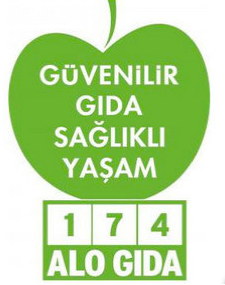 GÜVENİLİR
GIDA
SAĞLIKLI
YAŞAM
1 7 4
ALO GIDA